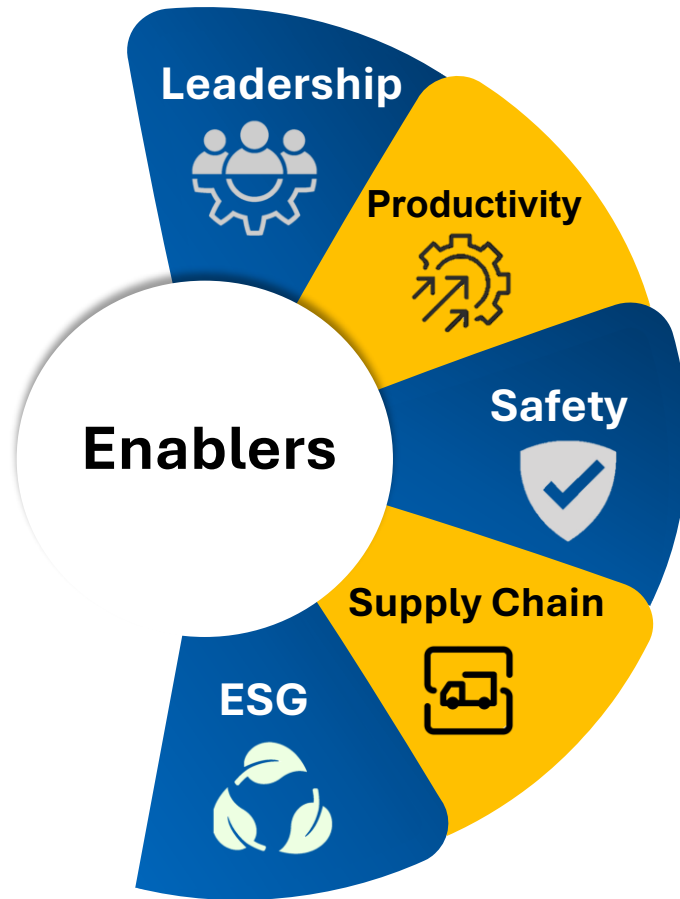 Leadership
Productivity
Safety
Enablers
Supply Chain
ESG